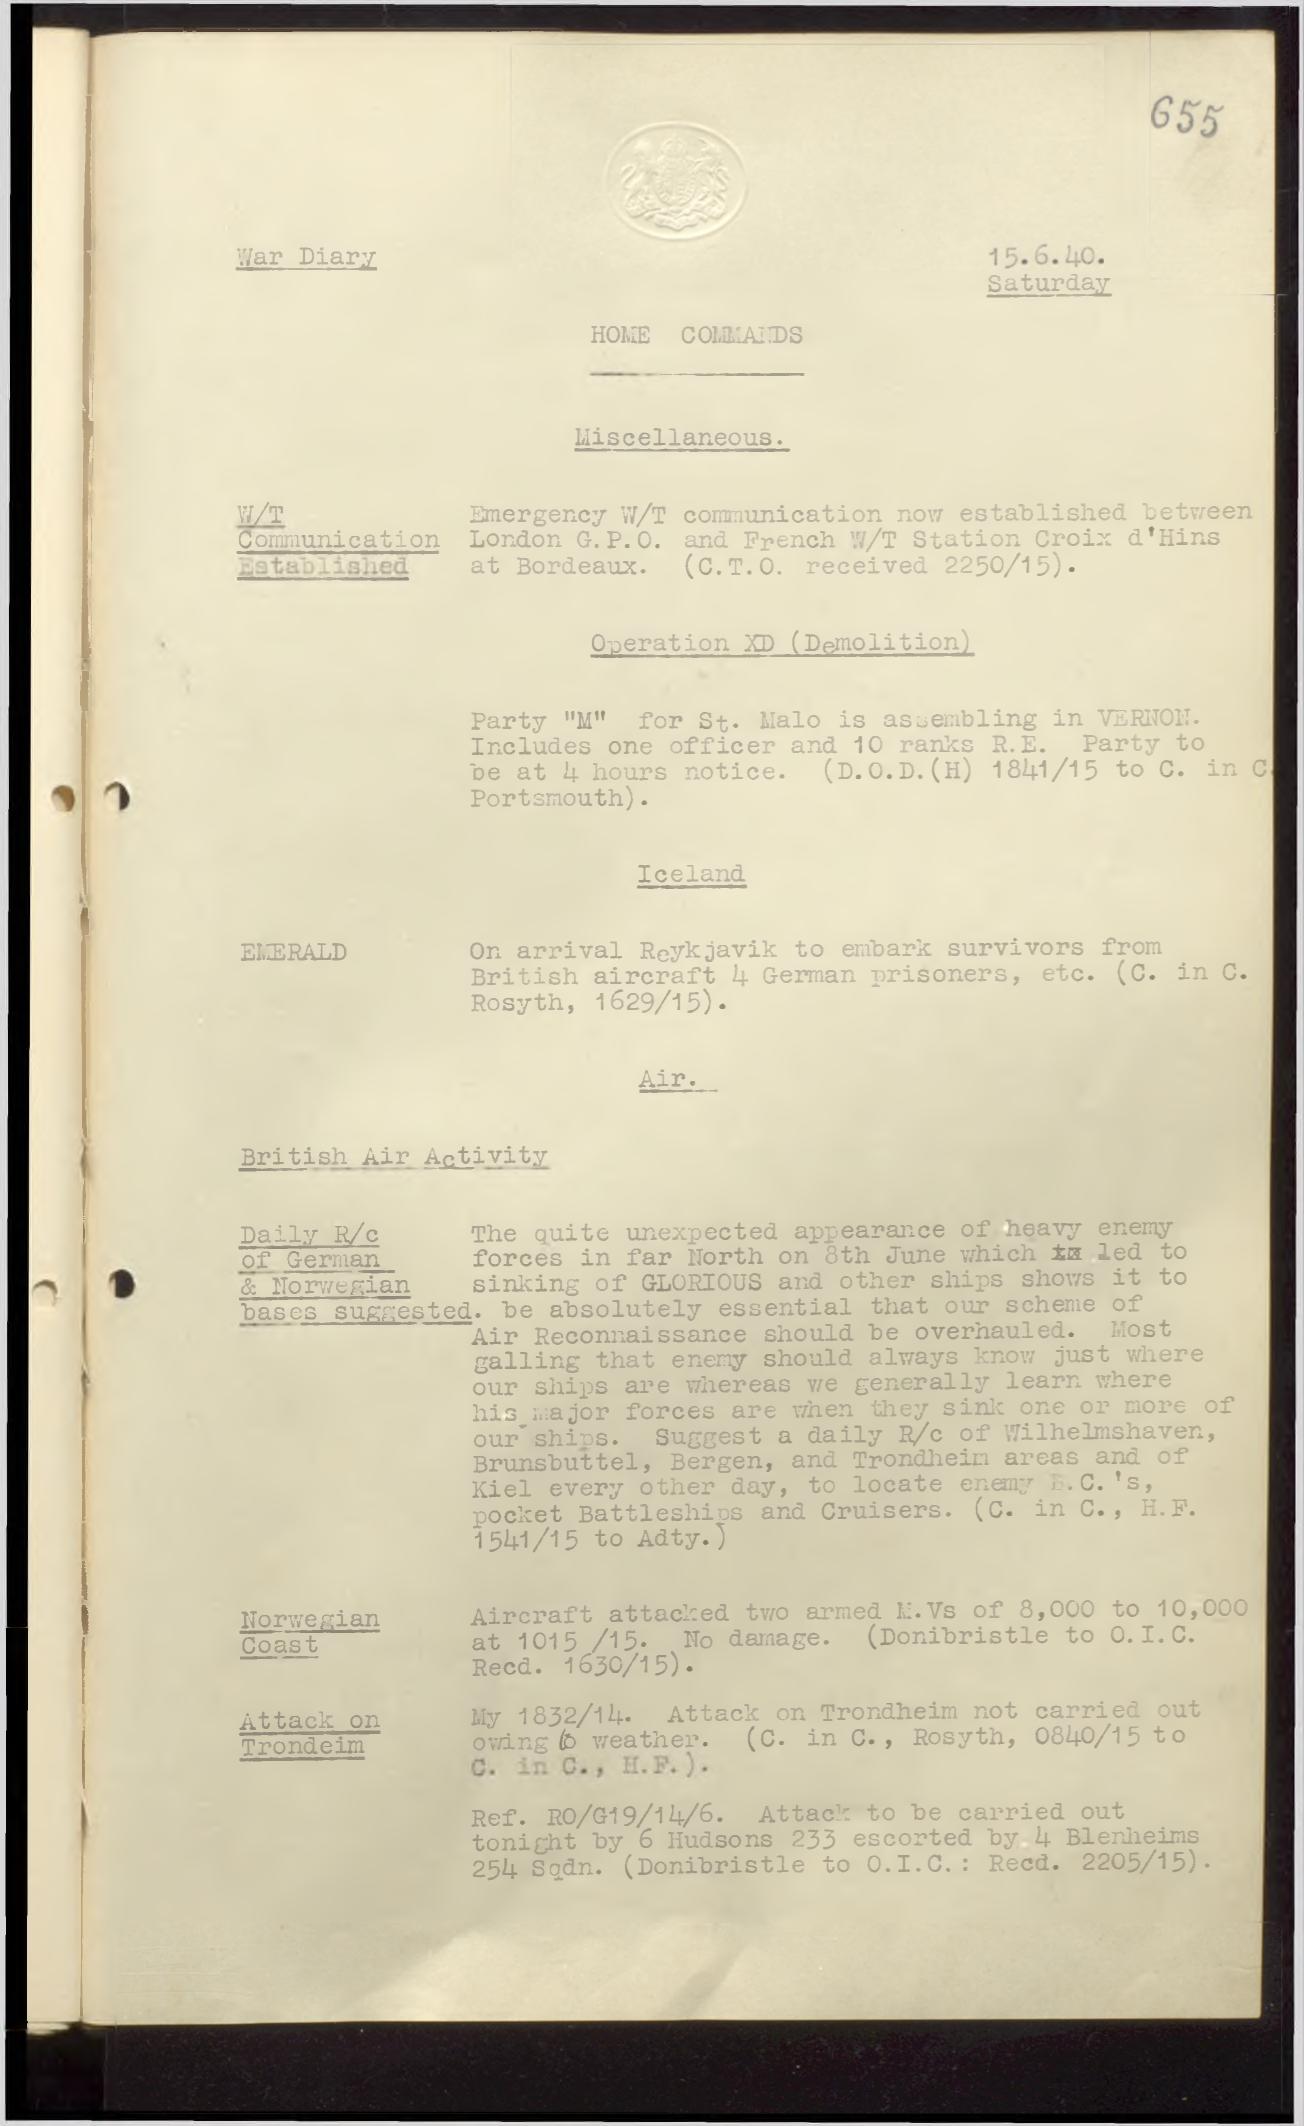 655
War Diary
15.6.40.
Saturday
HOME COMMANDS
Miscellaneous.
W/T Communication Established
Emergency W/T communication now established between
London G.P.O. and French W/T Station Croix d'Hins
at Bordeaux. (C.T.O. received 2250/15).
Operation XD (Demolition)
Party "M" for St. Malo is assembling in VERNON.
Includes one officer and 10 ranks R.E. Party to
be at 4 hours notice. (D.O.D.(H) 1841/15 to C. in C.
Portsmouth).
Iceland
EMERALD
On arrival Reykjavik to embark survivors from
British aircraft 4 German prisoners, etc. (C. in C.
Rosyth, 1629/15).
Air.
British Air Activity
Daily R/c
of German
& Norwegian
bases suggested.
The quite unexpected appearance of heavy enemy
forces in far North on 8th June which led to
sinking of GLORIOUS and other ships shows it to
be absolutely essential that our scheme of
Air Reconnaissance should be overhauled. Most
galling that enemy should always know just where
our ships are whereas we generally learn where
his major forces are when they sink one or more of
our ships. Suggest a daily R/c of Wilhelmshaven,
Brunsbuttel, Bergen, and Trondheim areas and of
Kiel every other day, to locate enemy B.C.'s,
pocket Battleships and Cruisers. (C. in C., H.F.
1541/15 to Adty.)
Norwegian
Coast
Aircraft attacked two armed M.Vs of 8,000 to 10,000
at 1015 /15. No damage. (Donibristle to O.I.C.
Recd. 1630/15).
Attack on
Trondeim
My 1832/14. Attack on Trondheim not carried out
owing to weather. (C. in C., Rosyth, 0840/15 to
C. in C., H.F.).
Ref. RO/G19/14/6. Attack to be carried out
tonight by 6 Hudsons 233 escorted by 4 Blenheims
254 Sqdn. (Donibristle to O.I.C.: Recd. 2205/15).